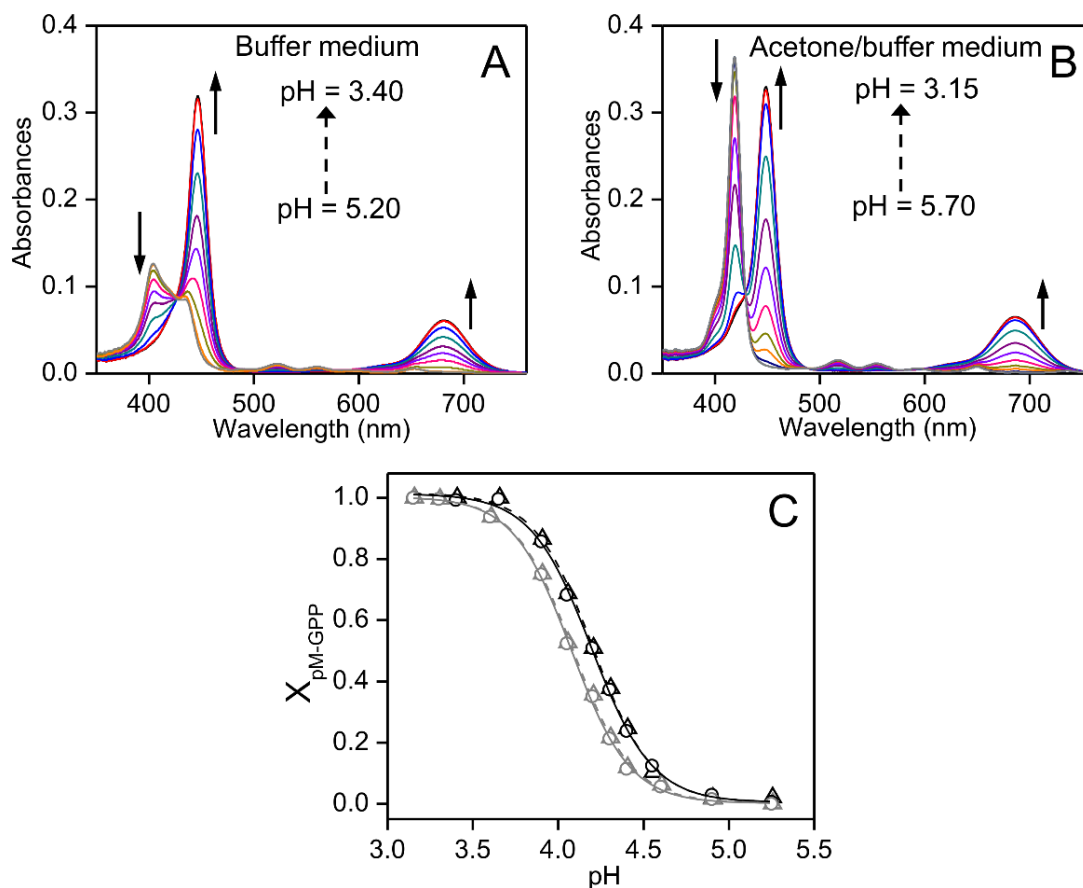 A
Buffer medium
pH = 3.40
pH = 5.20
Absorbances
0.4
0.3
0.2
0.1
0.0
400 500 600 700
Wavelength (nm)
B
Acetone/buffer medium
pH = 3.15
pH = 5.70
Absorbances
0.4
0.3
0.2
0.1
0.0
400 500 600 700
Wavelength (nm)
C
X pM-GPP
1.0
0.8
0.6
0.4
0.2
0.0
3.0 3.5 4.0 4.5 5.0 5.5
pH